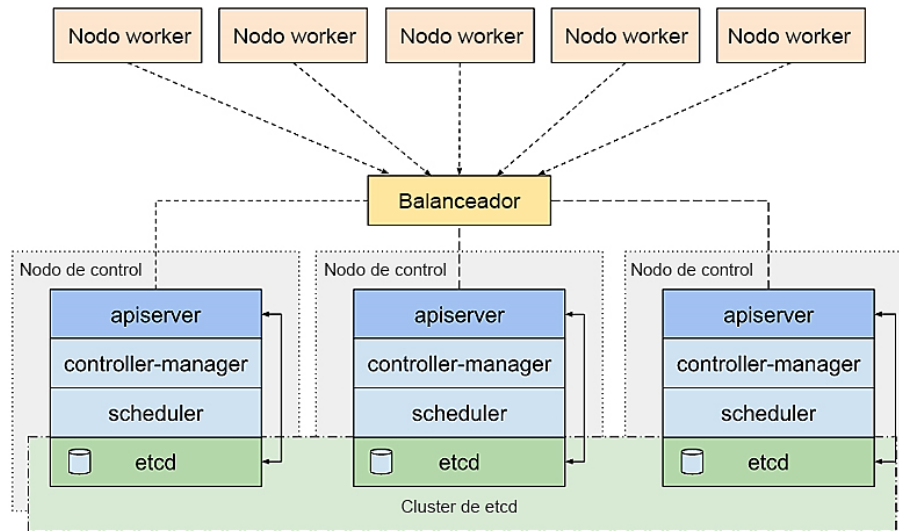 Nodo worker
Nodo worker
Nodo worker
Nodo worker
Nodo worker
Balanceador
Nodo de control
apiserver
controller-manager
scheduler
etcd
Nodo de control
apiserver
controller-manager
scheduler
etcd
Nodo de control
apiserver
controller-manager
scheduler
etcd
Cluster de etcd